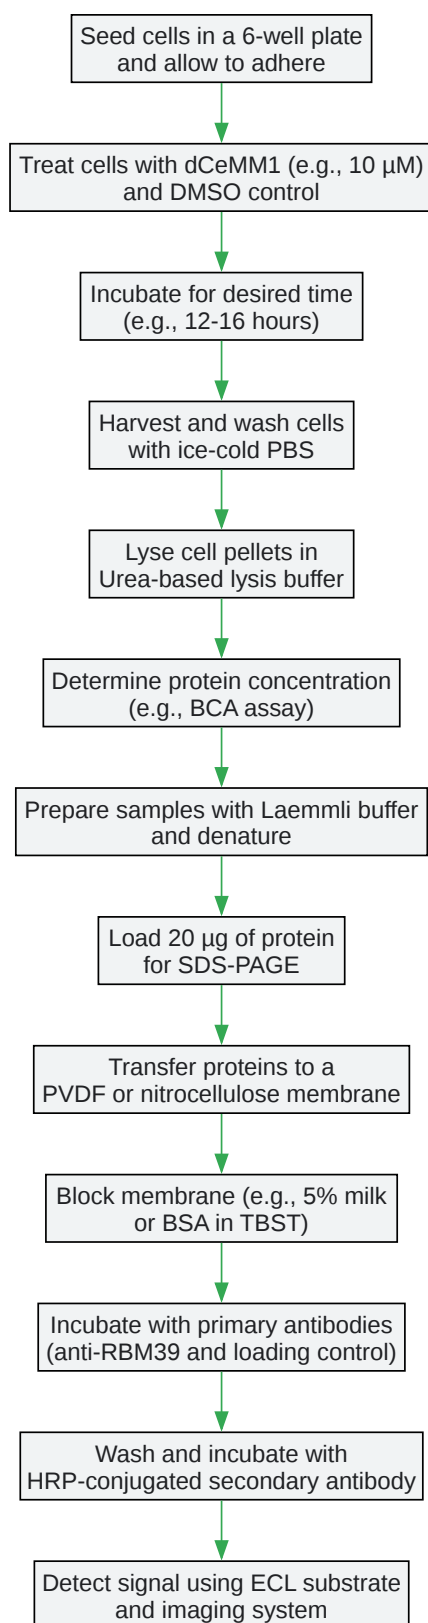 Seed cells in a 6-well plate
and allow to adhere
Treat cells with dCeMM1 (e.g., 10 µM)
and DMSO control
Incubate for desired time
(e.g., 12-16 hours)
Harvest and wash cells
with ice-cold PBS
Lyse cell pellets in
Urea-based lysis buffer
Determine protein concentration
(e.g., BCA assay)
Prepare samples with Laemmli buffer
and denature
Load 20 µg of protein
for SDS-PAGE
Transfer proteins to a
PVDF or nitrocellulose membrane
Block membrane (e.g., 5% milk
or BSA in TBST)
Incubate with primary antibodies
(anti-RBM39 and loading control)
Wash and incubate with
HRP-conjugated secondary antibody
Detect signal using ECL substrate
and imaging system